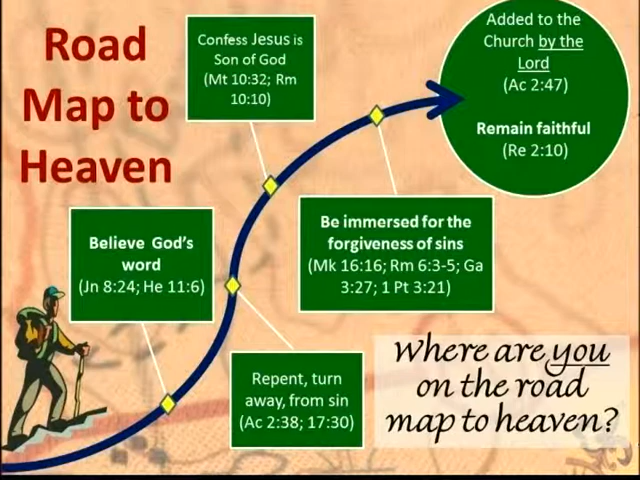 Road
Map to
Heaven
Confess Jesus is
Son of God
(Mt 10:32; Rm
10:10)
Added to the
Church by the
Lord
(Ac 2:47)
Remain faithful
(Re 2:10)
Believe God's
word
(Jn 8:24; He 11:6)
Be immersed for the
forgiveness of sins
(Mk 16:16; Rm 6:3-5; Ga
3:27; 1 Pt 3:21)
Repent, turn
away, from sin
(Ac 2:38; 17:30)
Where are you
on the road
map to heaven?